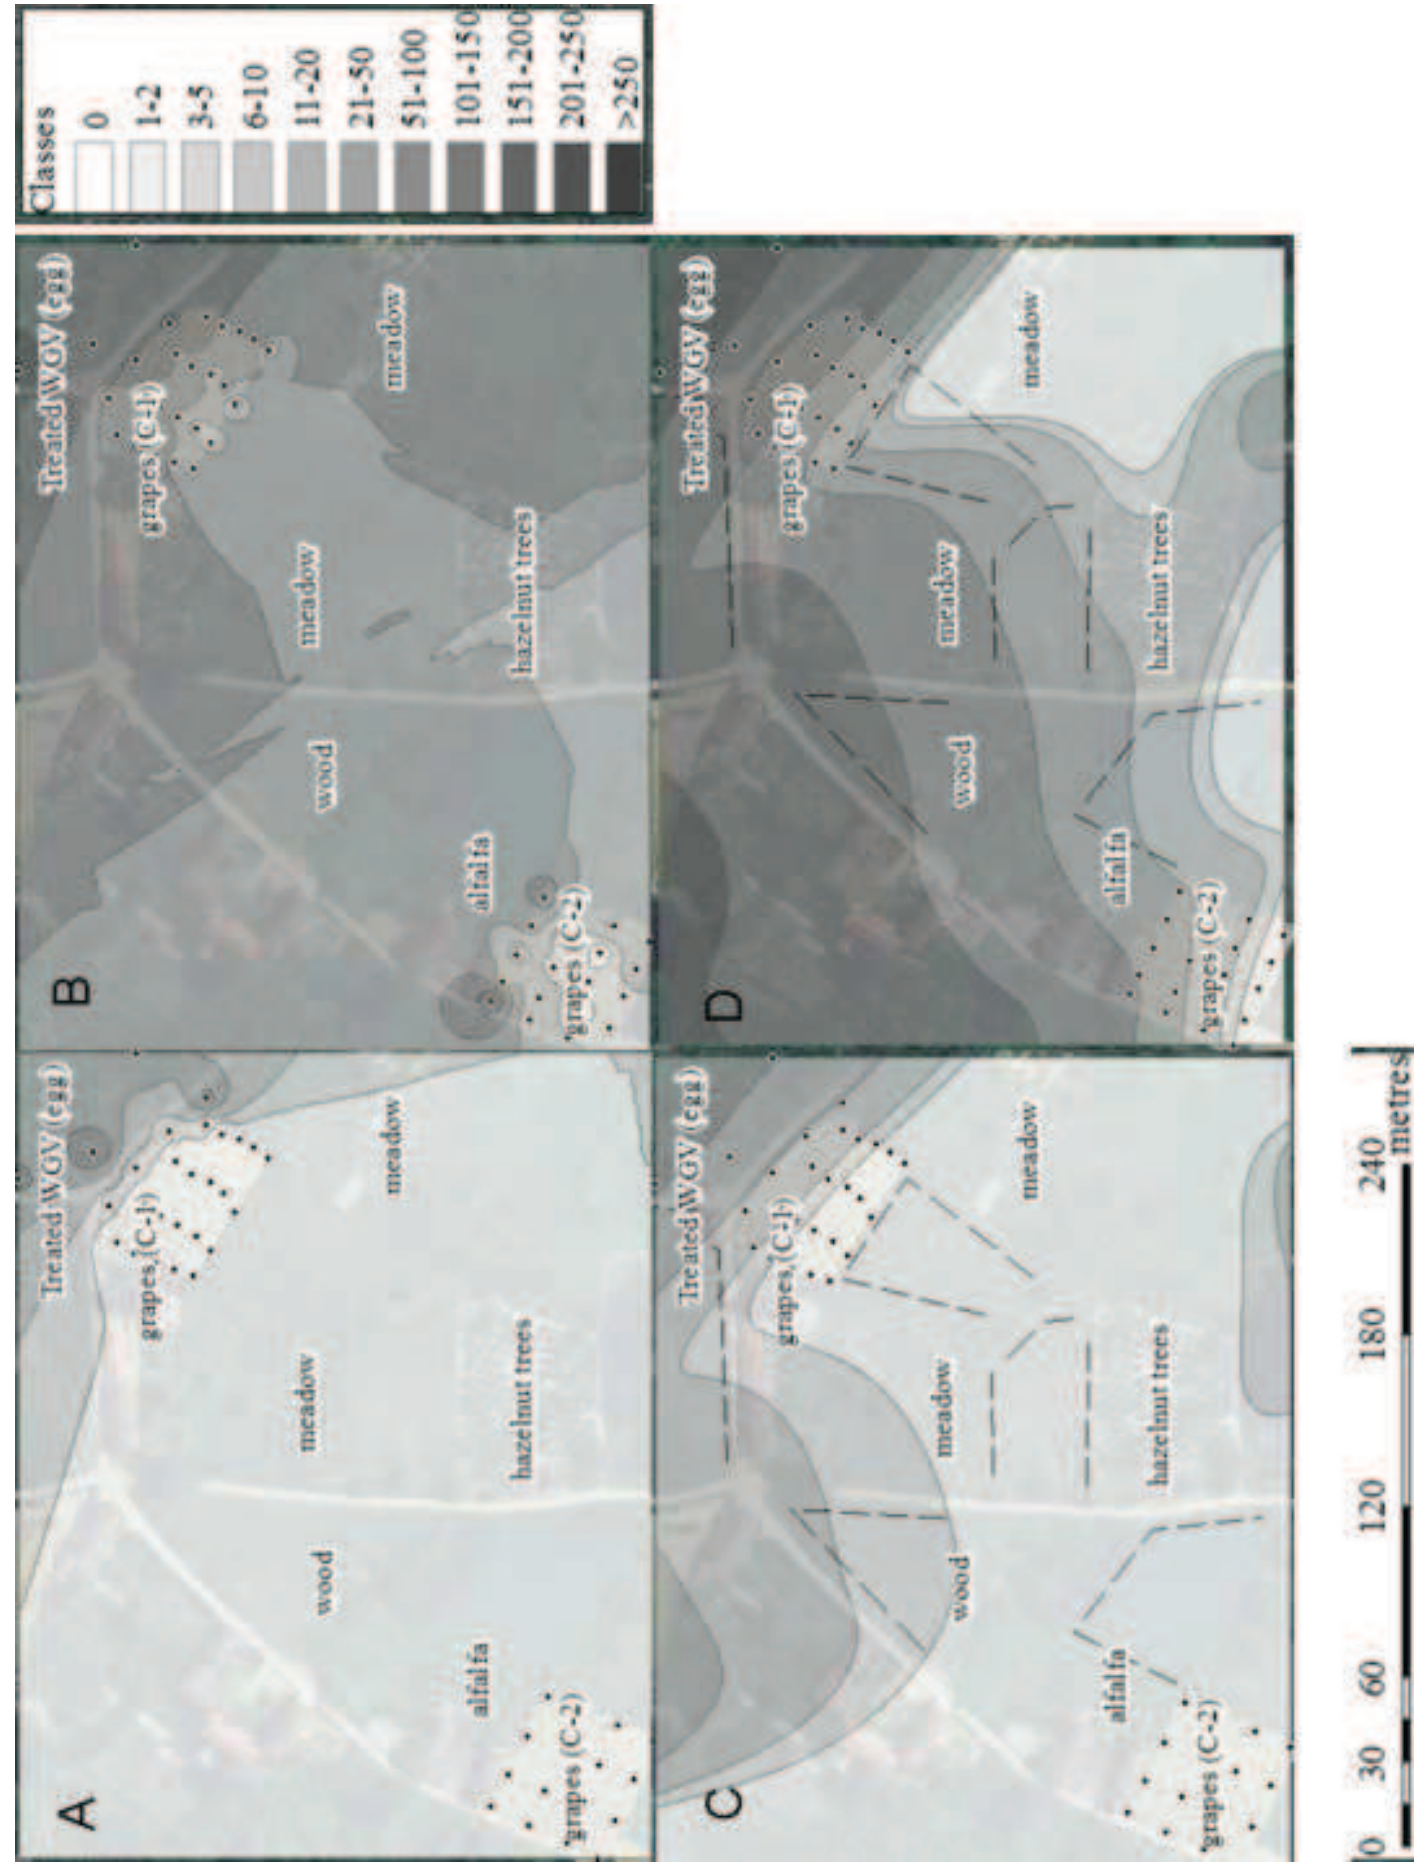 Classes
0
1-2
3-5
6-10
11-20
21-50
51-100
101-150
151-200
201-250
>250
A
Treated WGV (egg)
grapes (C-1)
meadow
meadow
wood
hazelnut trees
alfalfa
grapes (C-2)
B
Treated WGV (egg)
grapes (C-1)
meadow
meadow
wood
hazelnut trees
alfalfa
grapes (C-2)
C
Treated WGV (egg)
grapes (C-1)
meadow
meadow
wood
hazelnut trees
alfalfa
grapes (C-2)
D
Treated WGV (egg)
grapes (C-1)
meadow
meadow
wood
hazelnut trees
alfalfa
grapes (C-2)
0 30 60 120 180 240
metres